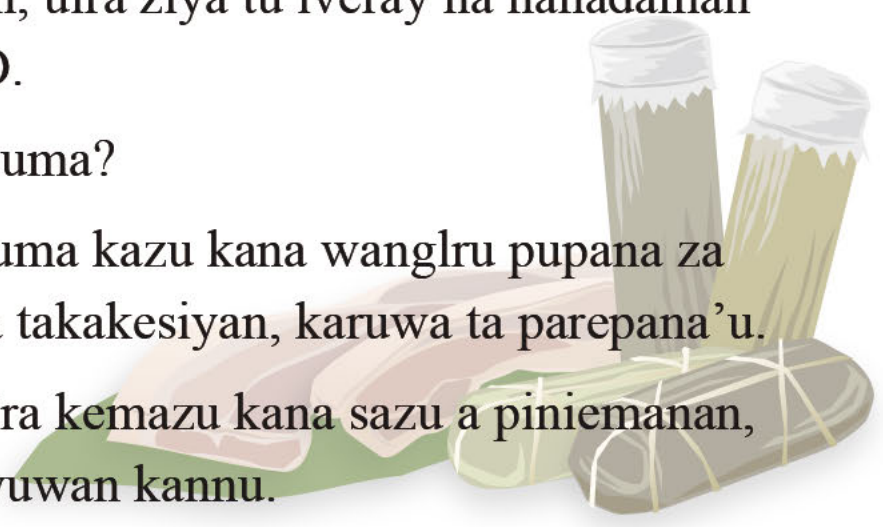 ulra ziya tu iveray na nanadaman
.
uma?
uma kazu kana wanglru pupana za
takakesiyan, karuwa ta parepana’u.
ra kemazu kana sazu a piniemanan,
yuwan kannu.